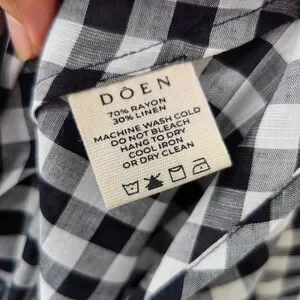 DÔEN
70% RAYON
30% LINEN
MACHINE WASH COLD
DO NOT BLEACH
HANG TO DRY
COOL IRON
OR DRY CLEAN